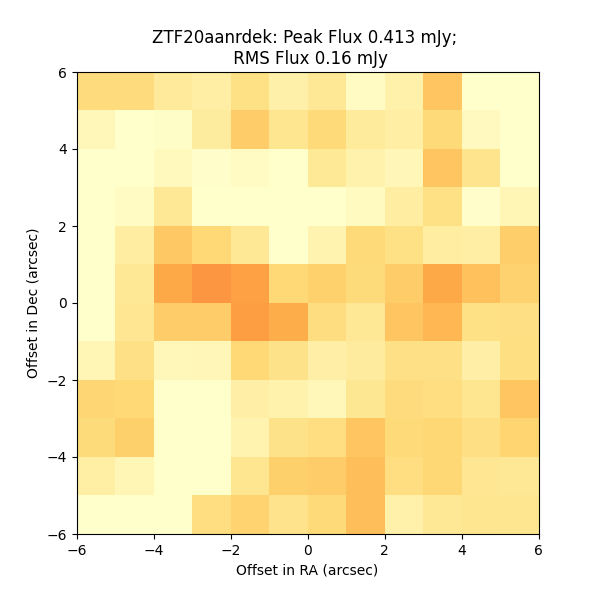 ZTF20aanrdek: Peak Flux 0.413 mJy;
RMS Flux 0.16 mJy
6
4
2
0
−2
−4
−6
Offset in Dec (arcsec)
−6 −4 −2 0 2 4 6
Offset in RA (arcsec)